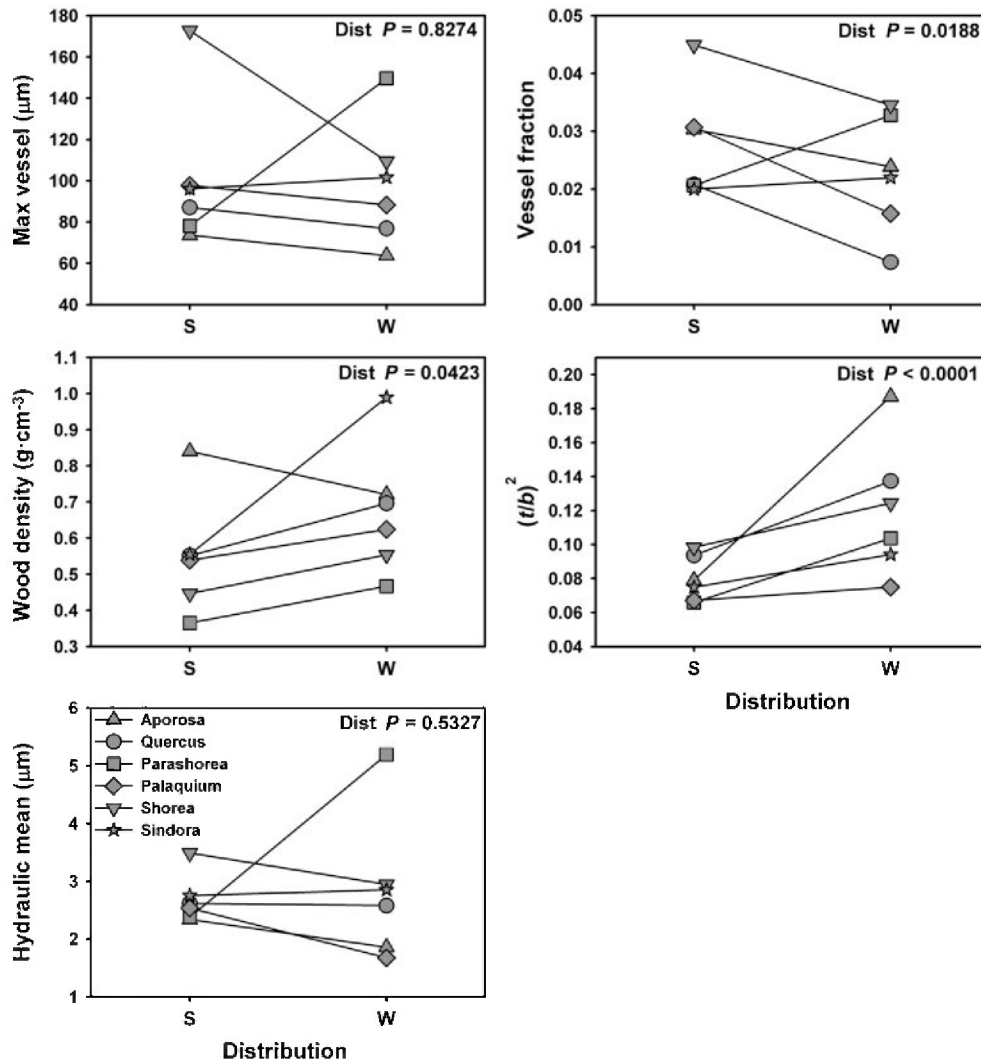 Dist P = 0.8274
Max vessel (μm)
180
160
140
120
100
80
60
40
S W
Dist P = 0.0188
Vessel fraction
0.05
0.04
0.03
0.02
0.01
0.00
S W
Dist P = 0.0423
Wood density (g·cm⁻³)
1.1
1.0
0.9
0.8
0.7
0.6
0.5
0.4
0.3
S W
Dist P < 0.0001
(t/b)²
0.20
0.18
0.16
0.14
0.12
0.10
0.08
0.06
0.04
S W
Distribution
Dist P = 0.5327
Hydraulic mean (μm)
6
5
4
3
2
1
Aporosa
Quercus
Parashorea
Palaquium
Shorea
Sindora
S W
Distribution